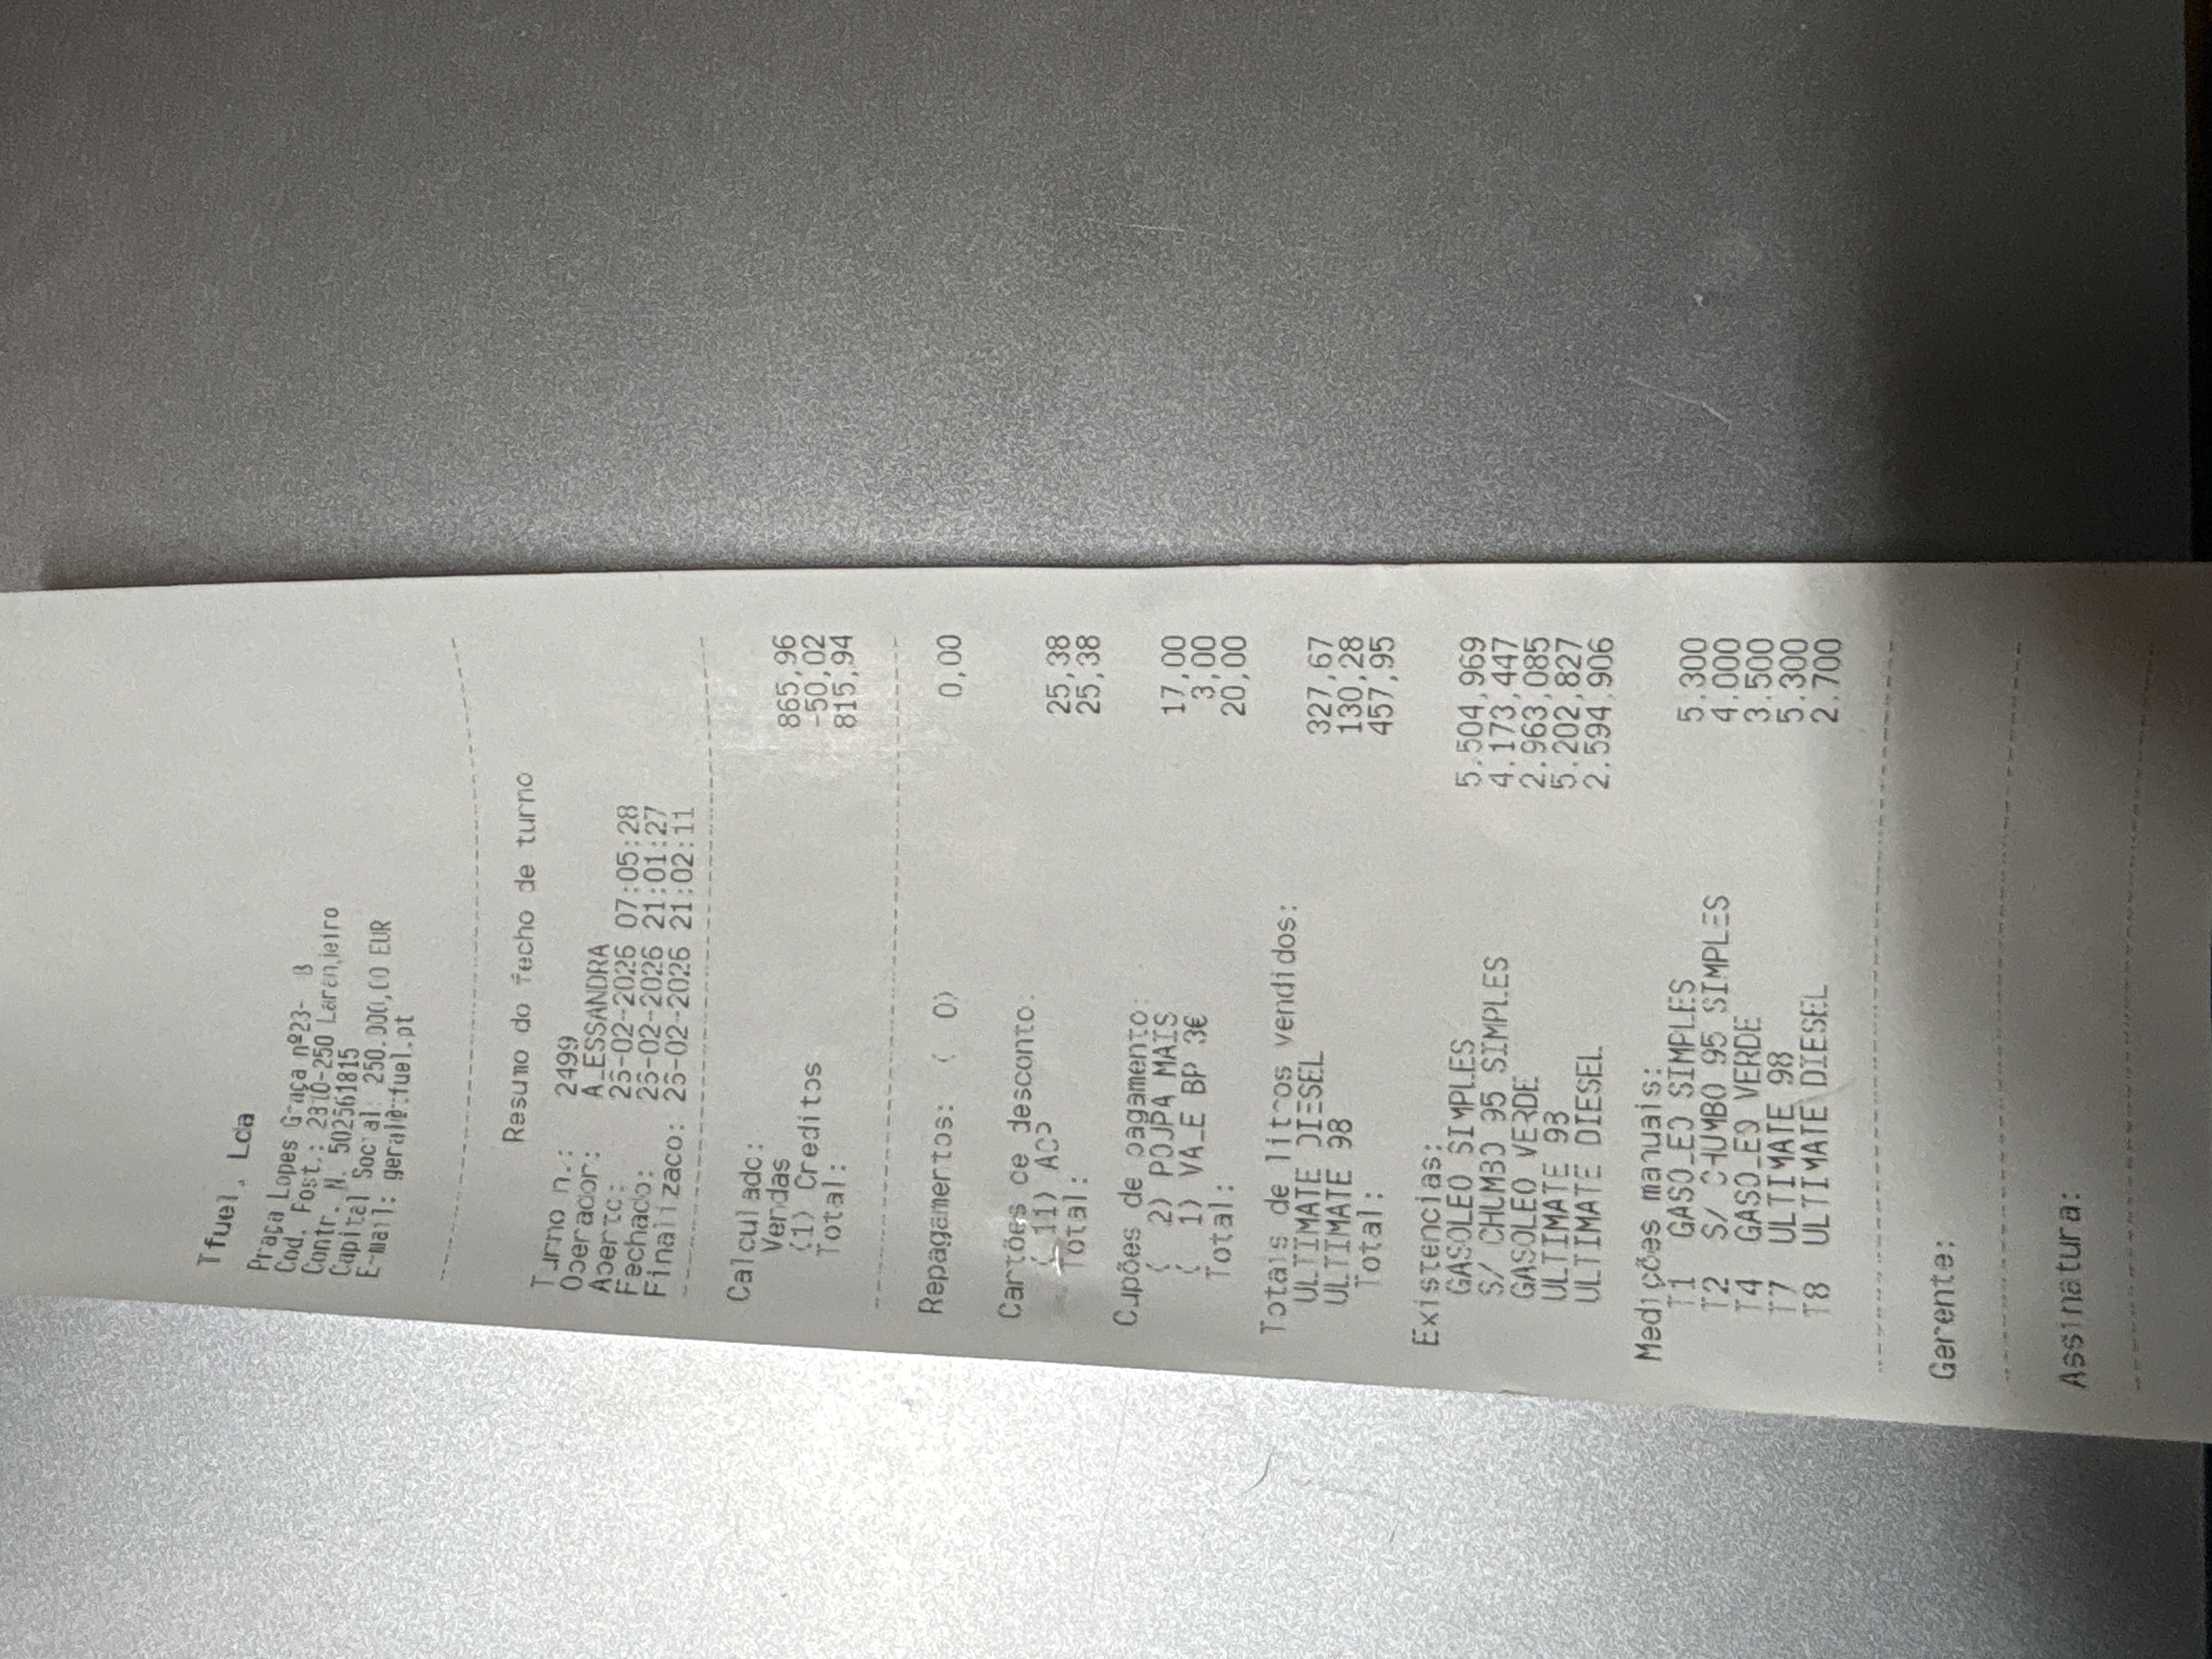 Tfuel, Lda
Praça Lopes Graça nº23- B
Cod. Post.: 2810-250 Laranjeiro
Contr. N. 502561815
Capital Social: 250.000,00 EUR
E-mail: geral@tfuel.pt
Resumo do fecho de turno
Turno n.: 2499
Operador: ALESSANDRA
Aberto: 25-02-2026 07:05:28
Fechado: 25-02-2026 21:01:27
Finalizado: 25-02-2026 21:02:11
Calculado:
Vendas 865,96
(1) Creditos -50,02
Total: 815,94
Repagamentos: ( 0) 0,00
Cartões de desconto:
( 11) ACP 25,38
Total: 25,38
Cupões de pagamento:
( 2) POUPA MAIS 17,00
( 1) VALE BP 3€ 3,00
Total: 20,00
Totais de litros vendidos:
ULTIMATE DIESEL 327,67
ULTIMATE 98 130,28
Total: 457,95
Existencias:
GASOLEO SIMPLES 5.504,969
S/ CHUMBO 95 SIMPLES 4.173,447
GASOLEO VERDE 2.963,085
ULTIMATE 98 5.202,827
ULTIMATE DIESEL 2.594,906
Medições manuais:
T1 GASOLEO SIMPLES 5.300
T2 S/ CHUMBO 95 SIMPLES 4.000
T4 GASOLEO VERDE 3.500
T7 ULTIMATE 98 5.300
T8 ULTIMATE DIESEL 2.700
Gerente:
Assinatura: